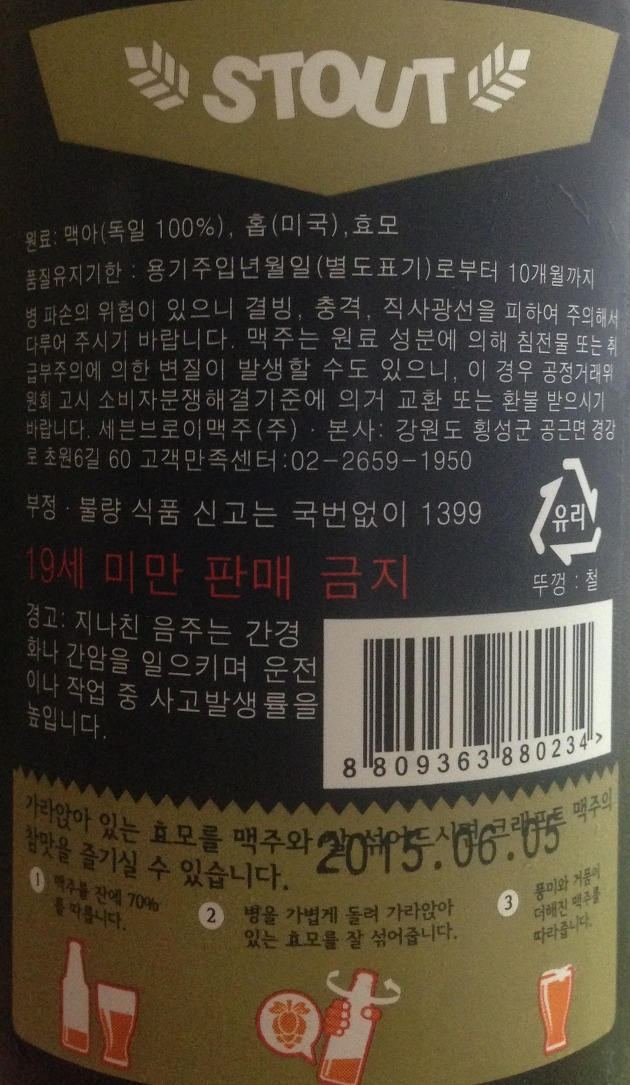 STOUT
원료: 맥아(독일 100%), 홉(미국),효모
품질유지기한 : 용기주입년월일(별도표기)로부터 10개월까지
병 파손의 위험이 있으니 결빙, 충격, 직사광선을 피하여 주의해서
다루어 주시기 바랍니다. 맥주는 원료 성분에 의해 침전물 또는 취
급부주의에 의한 변질이 발생할 수도 있으니, 이 경우 공정거래위
원회 고시 소비자분쟁해결기준에 의거 교환 또는 환불 받으시기
바랍니다. 세븐브로이맥주(주) · 본사: 강원도 횡성군 공근면 경강
로 초원6길 60 고객만족센터:02-2659-1950
부정 · 불량 식품 신고는 국번없이 1399
유리
뚜껑 : 철
19세 미만 판매 금지
경고: 지나친 음주는 간경
화나 간암을 일으키며 운전
이나 작업 중 사고발생률을
높입니다.
8 809363 880234 >
가라앉아 있는 효모를 맥주와 잘 섞어드시면 크래프트 맥주의
참맛을 즐기실 수 있습니다.
2015.06.05
1 맥주를 잔에 70%
를 따릅니다.
2 병을 가볍게 돌려 가라앉아
있는 효모를 잘 섞어줍니다.
3 풍미와 거품이
더해진 맥주를
따라줍니다.